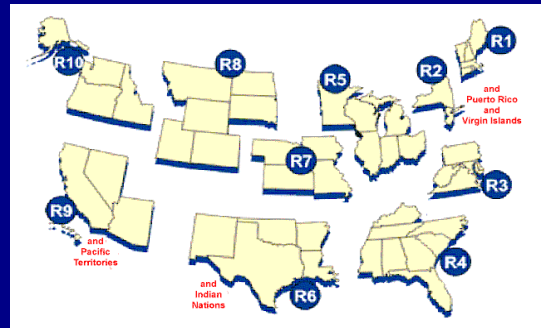 R10
R8
R5
R2
R1
and
Puerto Rico
and
Virgin Islands
R7
R3
R9
and
Pacific
Territories
and
Indian
Nations
R6
R4